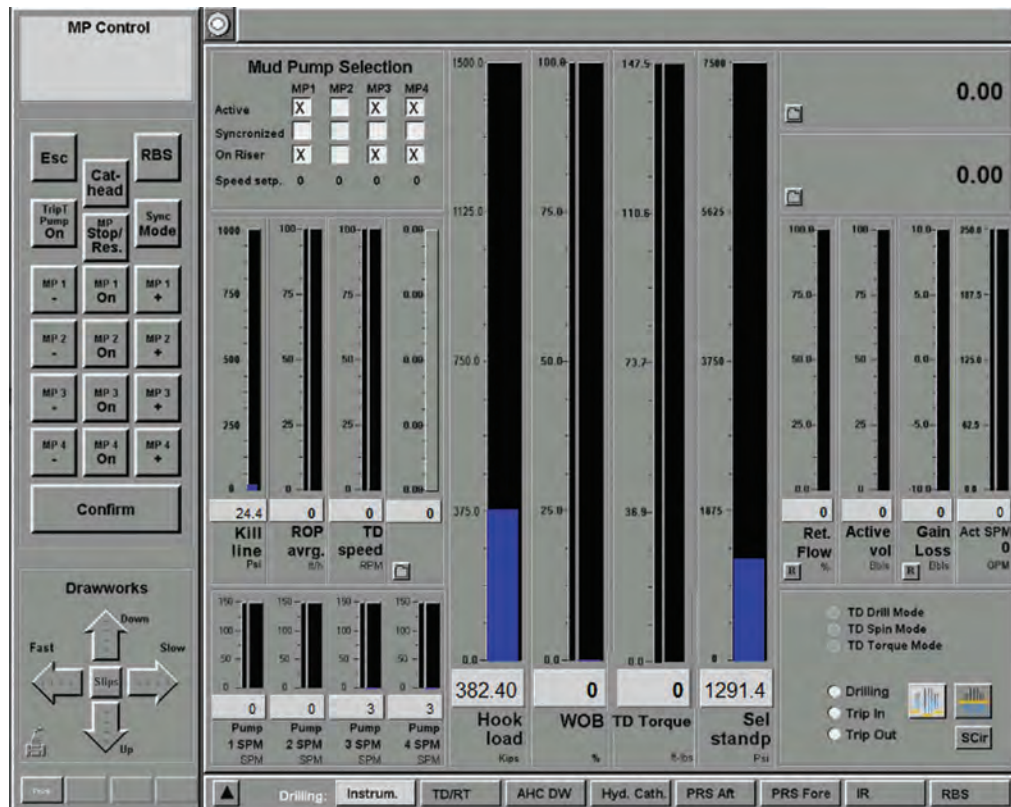 MP Control
Esc
RBS
Cat-
head
TripT
Pump
On
MP
Stop/
Res.
Sync
Mode
MP 1
-
MP 1
On
MP 1
+
MP 2
-
MP 2
On
MP 2
+
MP 3
-
MP 3
On
MP 3
+
MP 4
-
MP 4
On
MP 4
+
Confirm
Drawworks
Down
Fast
Slow
Slips
Up
Mud Pump Selection
MP1 MP2 MP3 MP4
Active X X X
Syncronized
On Riser X X X
Speed setp. 0 0 0 0
1000
750
500
250
0
24.4
Kill
line
Psi
100
75
50
25
0
0
ROP
avrg.
ft/h
100
75
50
25
0
0
TD
speed
RPM
0.00
0.00
0.00
0.00
0.00
0
150
100
50
0
0
Pump
1 SPM
SPM
150
100
50
0
0
Pump
2 SPM
SPM
150
100
50
0
3
Pump
3 SPM
SPM
150
100
50
0
3
Pump
4 SPM
SPM
1500.0
1125.0
750.0
375.0
0.0
382.40
Hook
load
Kips
100.0
75.0
50.0
25.0
0.0
0
WOB
%
147.5
110.6
73.7
36.9
0.0
0
TD Torque
ft-lbs
7500
5625
3750
1875
0
1291.4
Sel
standp
Psi
0.00
0.00
100.0
75.0
50.0
25.0
0.0
0
Ret.
Flow
R
%
100
75.0
50
25.0
0
0
Active
vol
Bbls
10.0
5.0
0.0
-5.0
-10.0
0
Gain
Loss
R
Bbls
250.0
187.5
125.0
62.5
0.0
0
Act SPM
0
GPM
TD Drill Mode
TD Spin Mode
TD Torque Mode
Drilling
Trip In
Trip Out
SCir
Drilling:
Instrum.
TD/RT
AHC DW
Hyd. Cath.
PRS Aft
PRS Fore
IR
RBS